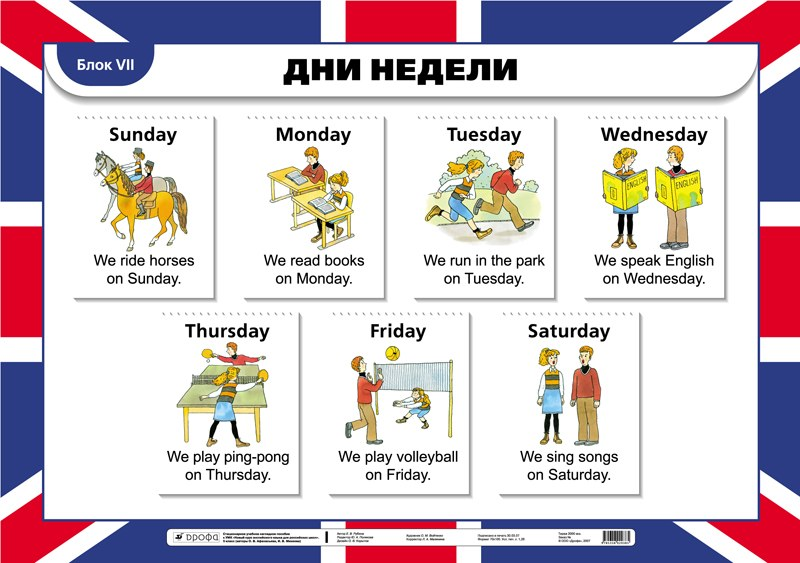 Блок VII
ДНИ НЕДЕЛИ
Sunday
We ride horses
on Sunday.
Monday
We read books
on Monday.
Tuesday
We run in the park
on Tuesday.
Wednesday
ENGLISH
ENGLISH
We speak English
on Wednesday.
Thursday
We play ping-pong
on Thursday.
Friday
We play volleyball
on Friday.
Saturday
We sing songs
on Saturday.
дрофа